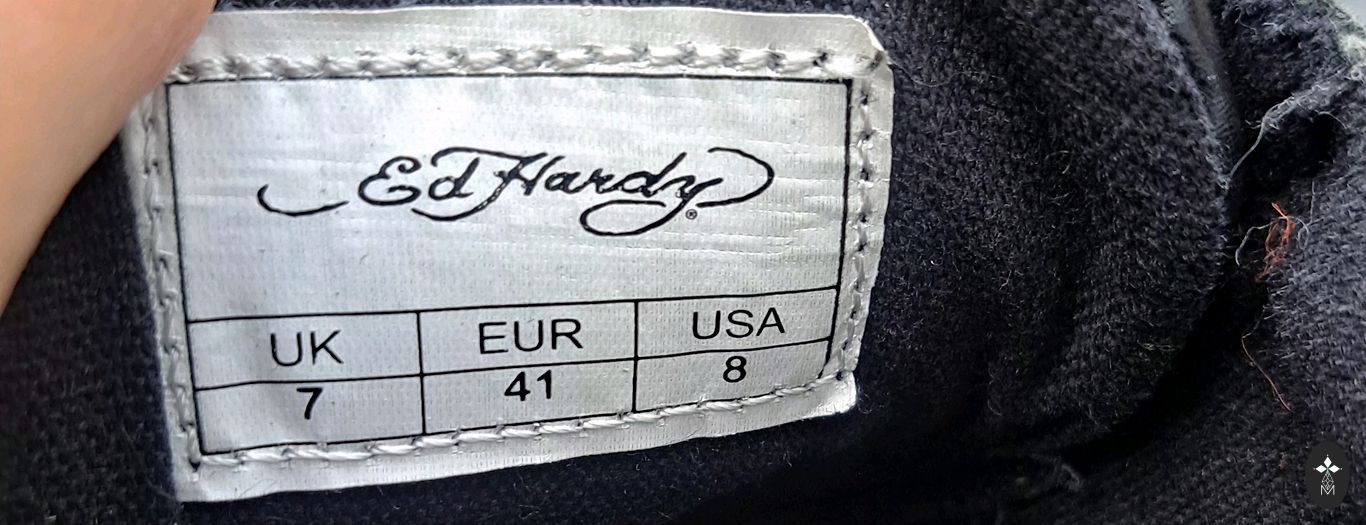 Ed Hardy®
UK EUR USA
7 41 8
M